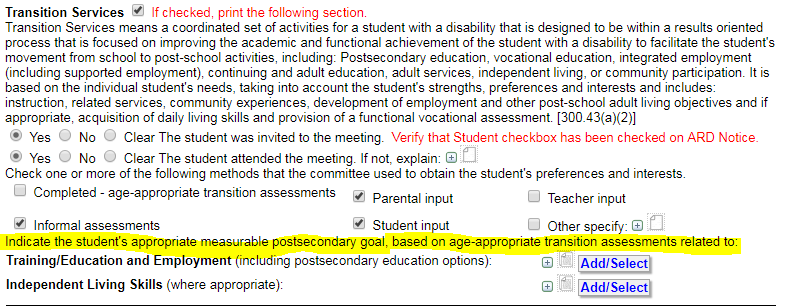 Transition Services If checked, print the following section.
Transition Services means a coordinated set of activities for a student with a disability that is designed to be within a results oriented
process that is focused on improving the academic and functional achievement of the student with a disability to facilitate the student's
movement from school to post-school activities, including: Postsecondary education, vocational education, integrated employment
(including supported employment), continuing and adult education, adult services, independent living, or community participation. It is
based on the individual student's needs, taking into account the student's strengths, preferences and interests and includes:
instruction, related services, community experiences, development of employment and other post-school adult living objectives and if
appropriate, acquisition of daily living skills and provision of a functional vocational assessment. [300.43(a)(2)]
Yes No Clear The student was invited to the meeting. Verify that Student checkbox has been checked on ARD Notice.
Yes No Clear The student attended the meeting. If not, explain:
Check one or more of the following methods that the committee used to obtain the student's preferences and interests.
Completed - age-appropriate transition assessments Parental input Teacher input
Informal assessments Student input Other specify:
Indicate the student's appropriate measurable postsecondary goal, based on age-appropriate transition assessments related to:
Training/Education and Employment (including postsecondary education options): Add/Select
Independent Living Skills (where appropriate): Add/Select